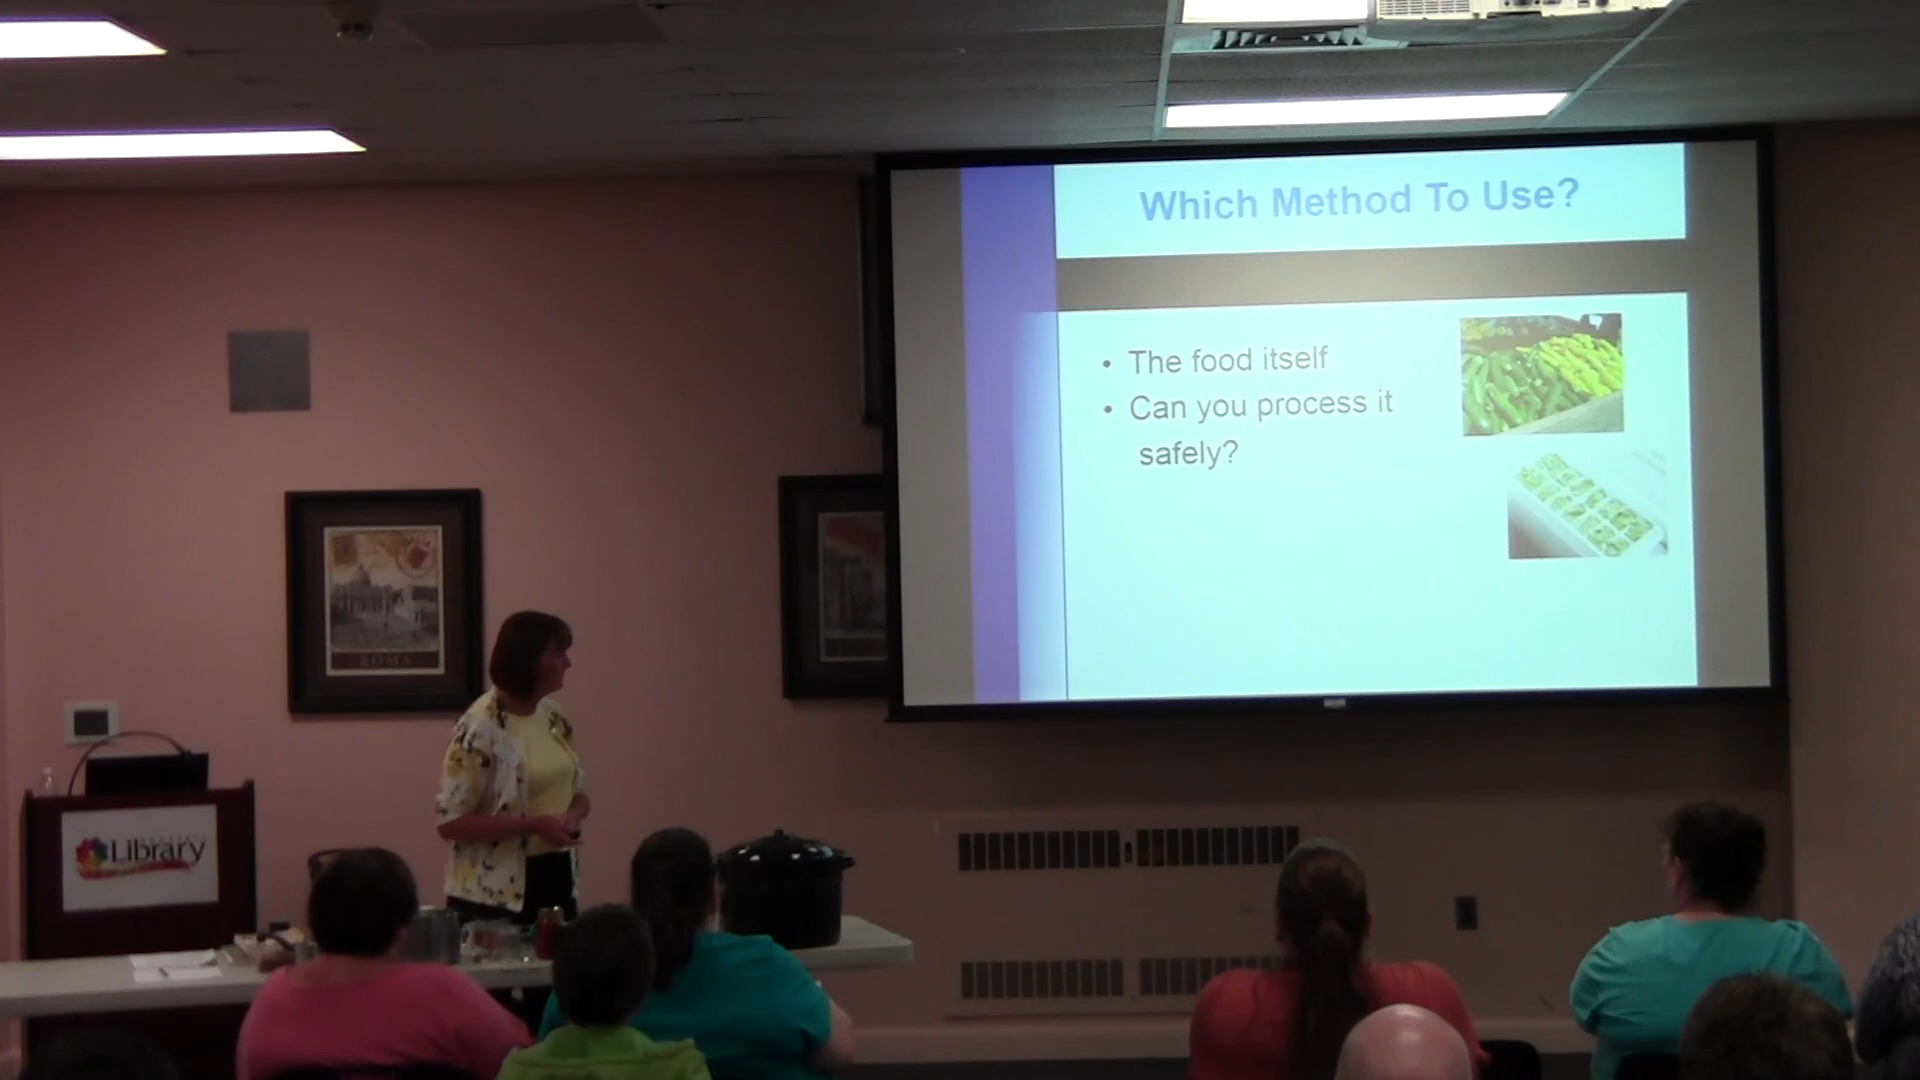 Which Method To Use?
• The food itself
• Can you process it
safely?
ROMA
Library